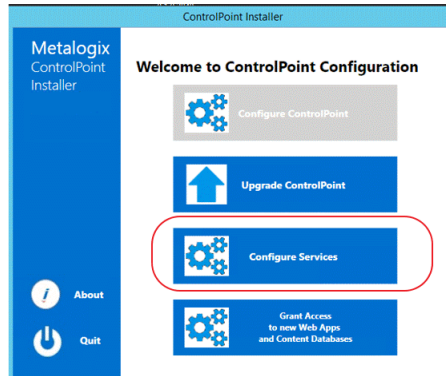 ControlPoint Installer
Metalogix
ControlPoint
Installer
Welcome to ControlPoint Configuration
Configure ControlPoint
Upgrade ControlPoint
Configure Services
Grant Access
to new Web Apps
and Content Databases
About
Quit